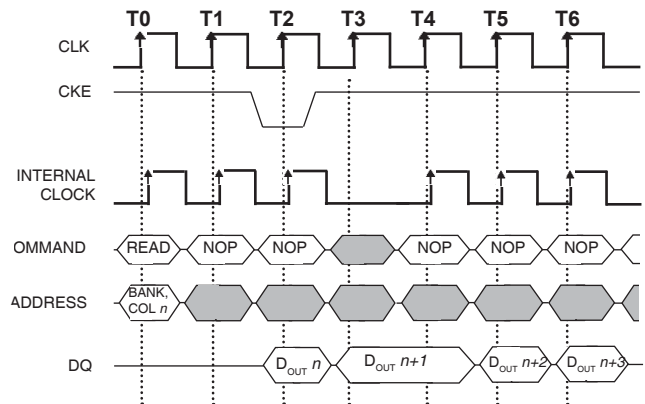 T0 T1 T2 T3 T4 T5 T6
CLK
CKE
INTERNAL
CLOCK
OMMAND READ NOP NOP NOP NOP NOP
ADDRESS BANK,
COL n
DQ DOUT n DOUT n+1 DOUT n+2 DOUT n+3